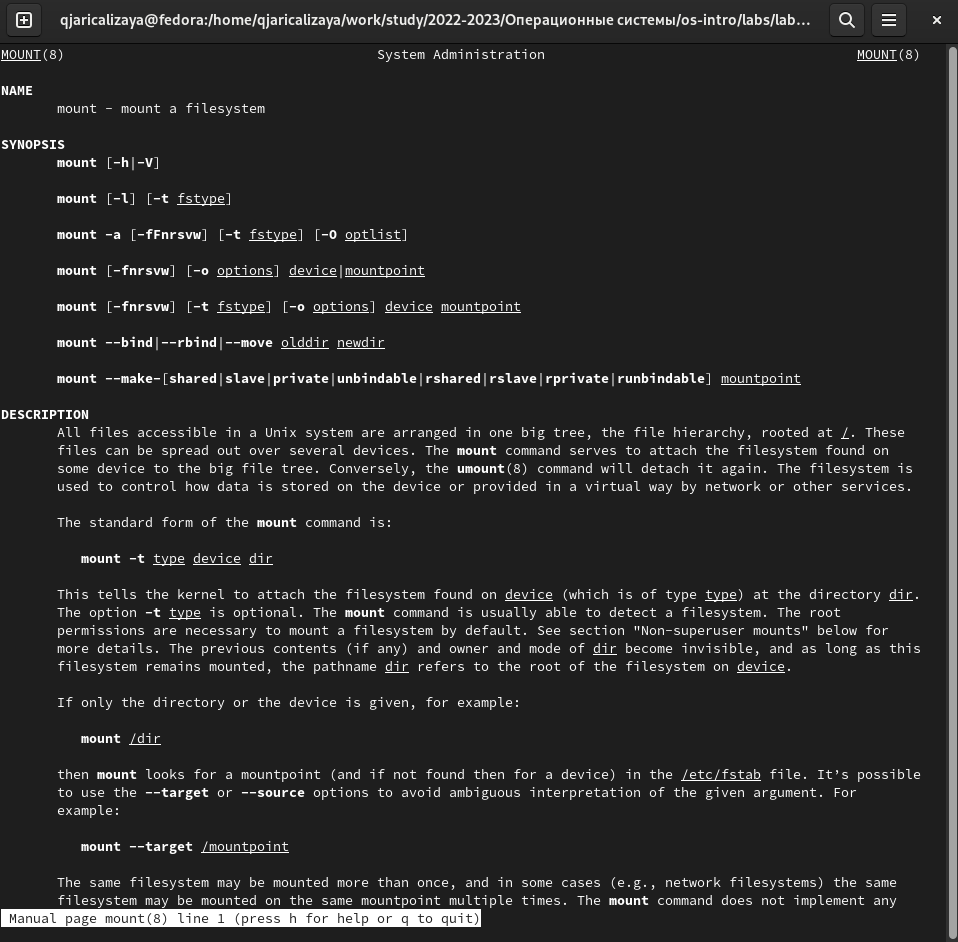 qjaricalizaya@fedora:/home/qjaricalizaya/work/study/2022-2023/Операционные системы/os-intro/labs/lab...
MOUNT(8) System Administration MOUNT(8)
NAME
mount - mount a filesystem
SYNOPSIS
mount [-h|-V]
mount [-l] [-t fstype]
mount -a [-fFnrsvw] [-t fstype] [-O optlist]
mount [-fnrsvw] [-o options] device|mountpoint
mount [-fnrsvw] [-t fstype] [-o options] device mountpoint
mount --bind|--rbind|--move olddir newdir
mount --make-[shared|slave|private|unbindable|rshared|rslave|rprivate|runbindable] mountpoint
DESCRIPTION
All files accessible in a Unix system are arranged in one big tree, the file hierarchy, rooted at /. These
files can be spread out over several devices. The mount command serves to attach the filesystem found on
some device to the big file tree. Conversely, the umount(8) command will detach it again. The filesystem is
used to control how data is stored on the device or provided in a virtual way by network or other services.
The standard form of the mount command is:
mount -t type device dir
This tells the kernel to attach the filesystem found on device (which is of type type) at the directory dir.
The option -t type is optional. The mount command is usually able to detect a filesystem. The root
permissions are necessary to mount a filesystem by default. See section "Non-superuser mounts" below for
more details. The previous contents (if any) and owner and mode of dir become invisible, and as long as this
filesystem remains mounted, the pathname dir refers to the root of the filesystem on device.
If only the directory or the device is given, for example:
mount /dir
then mount looks for a mountpoint (and if not found then for a device) in the /etc/fstab file. It’s possible
to use the --target or --source options to avoid ambiguous interpretation of the given argument. For
example:
mount --target /mountpoint
The same filesystem may be mounted more than once, and in some cases (e.g., network filesystems) the same
filesystem may be mounted on the same mountpoint multiple times. The mount command does not implement any
Manual page mount(8) line 1 (press h for help or q to quit)